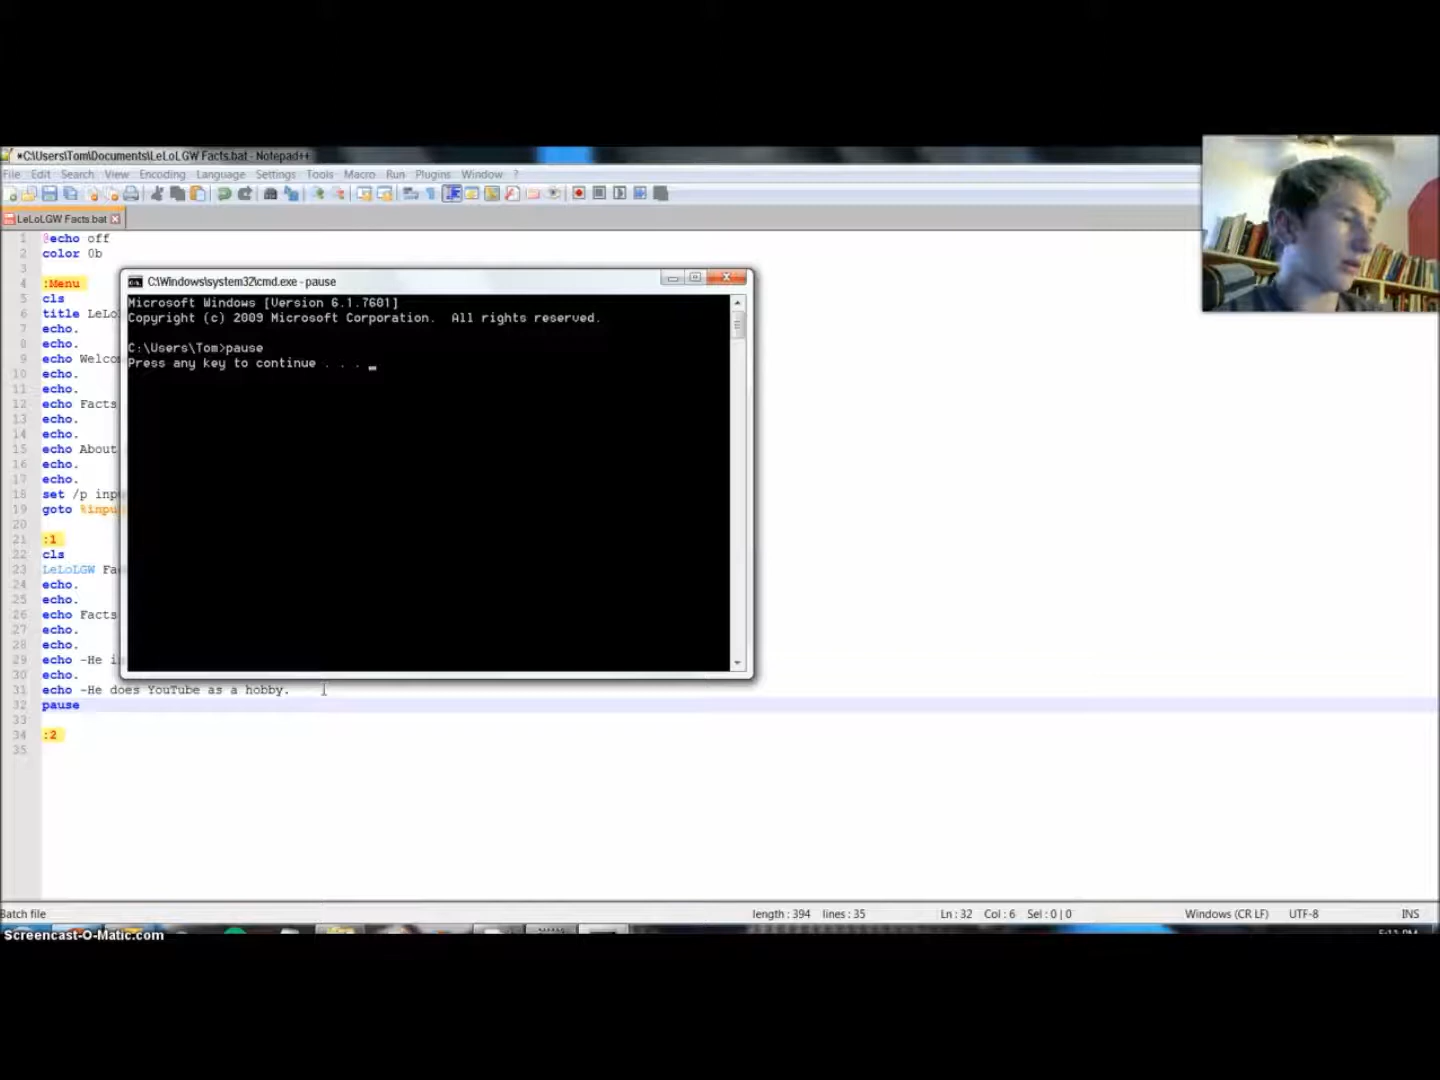 *C:\Users\Tom\Documents\LeLoLGW Facts.bat - Notepad++
File Edit Search View Encoding Language Settings Tools Macro Run Plugins Window ?
LeLoLGW Facts.bat
1 @echo off
2 color 0b
3
4 :Menu
5 cls
6 title LeLo
7 echo.
8 echo.
9 echo Welcom
10 echo.
11 echo.
12 echo Facts
13 echo.
14 echo.
15 echo About
16 echo.
17 echo.
18 set /p inpu
19 goto %inpu
20
21 :1
22 cls
23 LeLoLGW Fa
24 echo.
25 echo.
26 echo Facts
27 echo.
28 echo.
29 echo -He i
30 echo.
31 echo -He does YouTube as a hobby.
32 pause
33
34 :2
35
C:\Windows\system32\cmd.exe - pause
Microsoft Windows [Version 6.1.7601]
Copyright (c) 2009 Microsoft Corporation. All rights reserved.
C:\Users\Tom>pause
Press any key to continue . . .
Batch file length : 394 lines : 35 Ln : 32 Col : 6 Sel : 0 | 0 Windows (CR LF) UTF-8 INS
Screencast-O-Matic.com